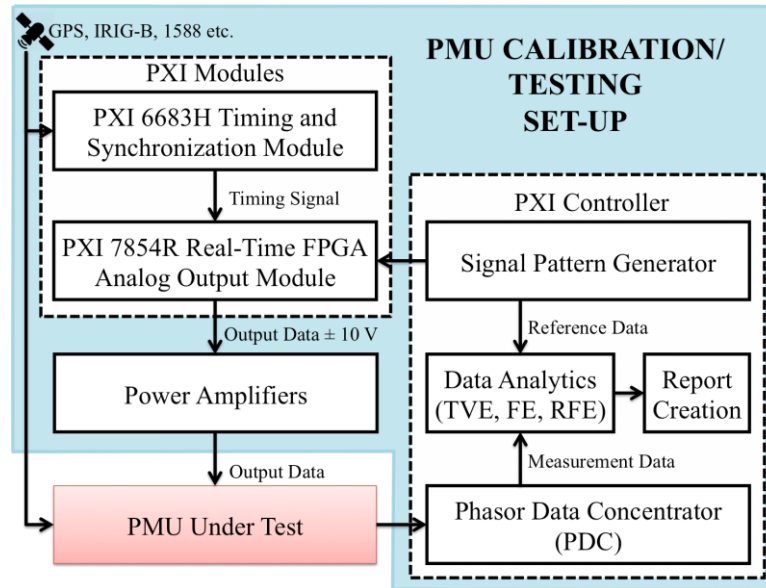 GPS, IRIG-B, 1588 etc.
PMU CALIBRATION/
TESTING
SET-UP
PXI Modules
PXI 6683H Timing and
Synchronization Module
Timing Signal
PXI 7854R Real-Time FPGA
Analog Output Module
Output Data ± 10 V
Power Amplifiers
Output Data
PMU Under Test
PXI Controller
Signal Pattern Generator
Reference Data
Data Analytics
(TVE, FE, RFE)
Report
Creation
Measurement Data
Phasor Data Concentrator
(PDC)